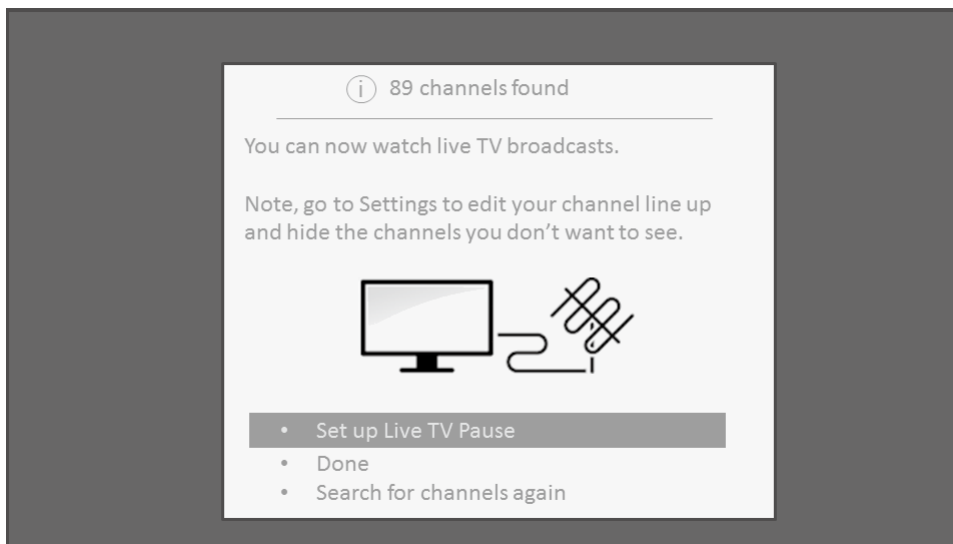 89 channels found
You can now watch live TV broadcasts.
Note, go to Settings to edit your channel line up
and hide the channels you don’t want to see.
• Set up Live TV Pause
• Done
• Search for channels again